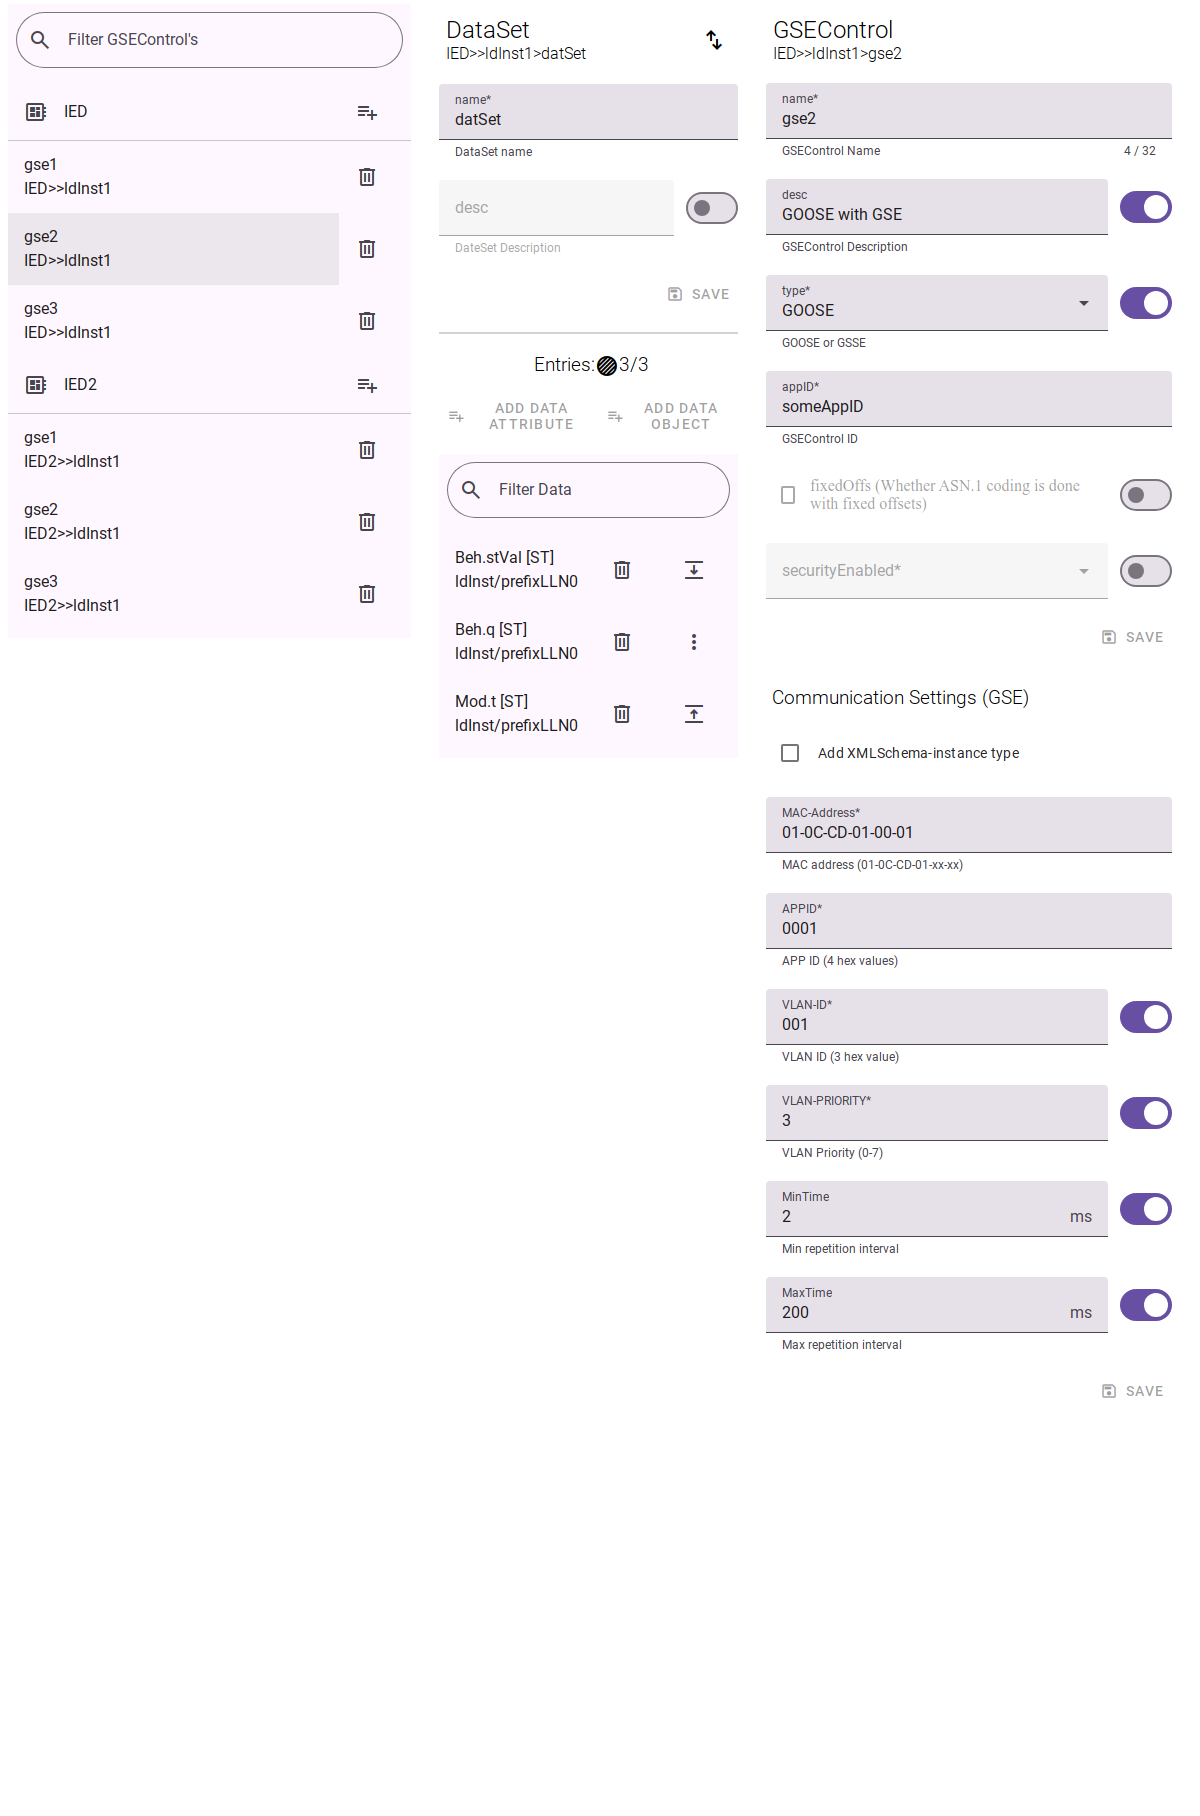 Filter GSEControl's
IED
gse1
IED>>ldInst1
gse2
IED>>ldInst1
gse3
IED>>ldInst1
IED2
gse1
IED2>>ldInst1
gse2
IED2>>ldInst1
gse3
IED2>>ldInst1
DataSet
IED>>ldInst1>datSet
name*
datSet
DataSet name
desc
DateSet Description
SAVE
Entries: 3/3
ADD DATA
ATTRIBUTE
ADD DATA
OBJECT
Filter Data
Beh.stVal [ST]
ldInst/prefixLLN0
Beh.q [ST]
ldInst/prefixLLN0
Mod.t [ST]
ldInst/prefixLLN0
GSEControl
IED>>ldInst1>gse2
name*
gse2
GSEControl Name 4 / 32
desc
GOOSE with GSE
GSEControl Description
type*
GOOSE
GOOSE or GSSE
appID*
someAppID
GSEControl ID
fixedOffs (Whether ASN.1 coding is done
with fixed offsets)
securityEnabled*
SAVE
Communication Settings (GSE)
Add XMLSchema-instance type
MAC-Address*
01-0C-CD-01-00-01
MAC address (01-0C-CD-01-xx-xx)
APPID*
0001
APP ID (4 hex values)
VLAN-ID*
001
VLAN ID (3 hex value)
VLAN-PRIORITY*
3
VLAN Priority (0-7)
MinTime
2 ms
Min repetition interval
MaxTime
200 ms
Max repetition interval
SAVE